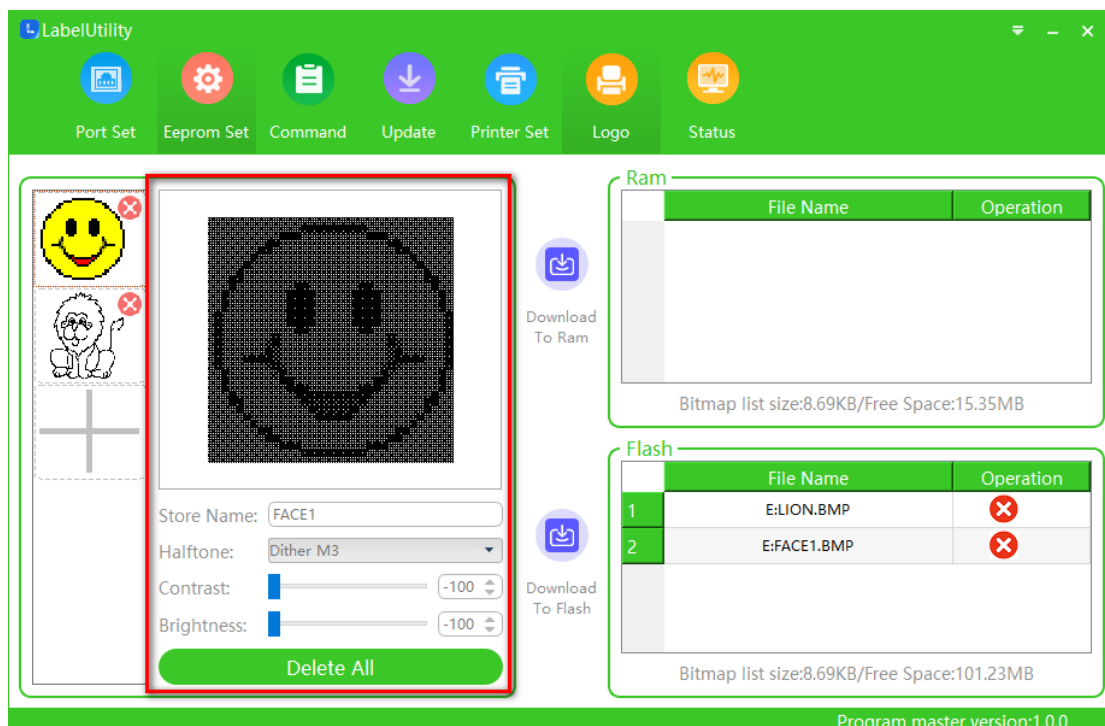 LabelUtility
Port Set
Eeprom Set
Command
Update
Printer Set
Logo
Status
Store Name: FACE1
Halftone: Dither M3
Contrast: -100
Brightness: -100
Delete All
Download
To Ram
Download
To Flash
Ram
File Name Operation
Bitmap list size:8.69KB/Free Space:15.35MB
Flash
File Name Operation
1 E:LION.BMP
2 E:FACE1.BMP
Bitmap list size:8.69KB/Free Space:101.23MB
Program master version:1.0.0